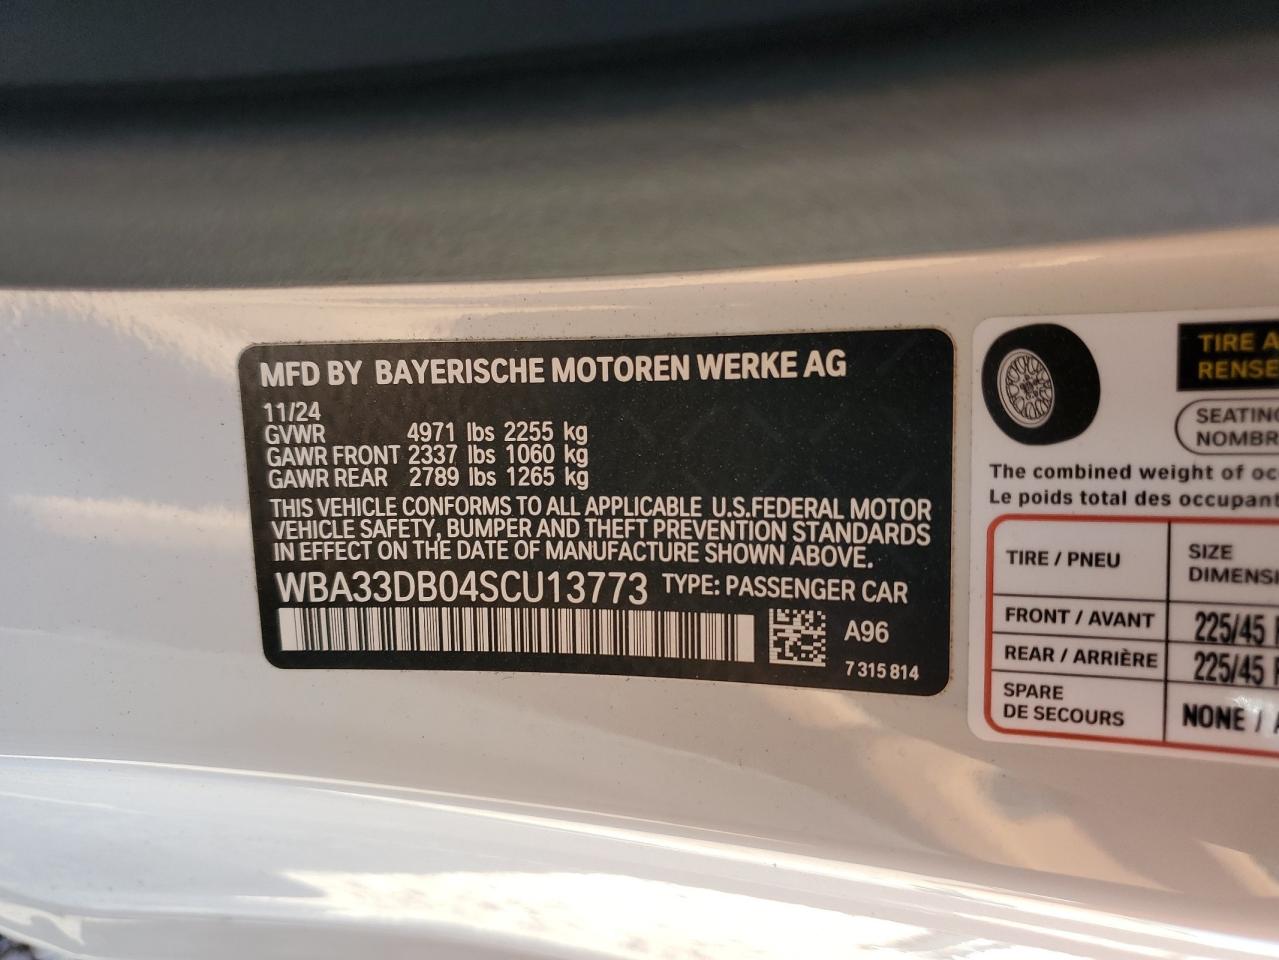 MFD BY BAYERISCHE MOTOREN WERKE AG
11/24
GVWR 4971 lbs 2255 kg
GAWR FRONT 2337 lbs 1060 kg
GAWR REAR 2789 lbs 1265 kg
THIS VEHICLE CONFORMS TO ALL APPLICABLE U.S.FEDERAL MOTOR
VEHICLE SAFETY, BUMPER AND THEFT PREVENTION STANDARDS
IN EFFECT ON THE DATE OF MANUFACTURE SHOWN ABOVE.
WBA33DB04SCU13773 TYPE: PASSENGER CAR
A96
7 315 814
TIRE A
RENSE
SEATING
NOMBR
The combined weight of oc
Le poids total des occupant
TIRE / PNEU
SIZE
DIMENSI
FRONT / AVANT 225/45
REAR / ARRIÈRE 225/45
SPARE
DE SECOURS
NONE /